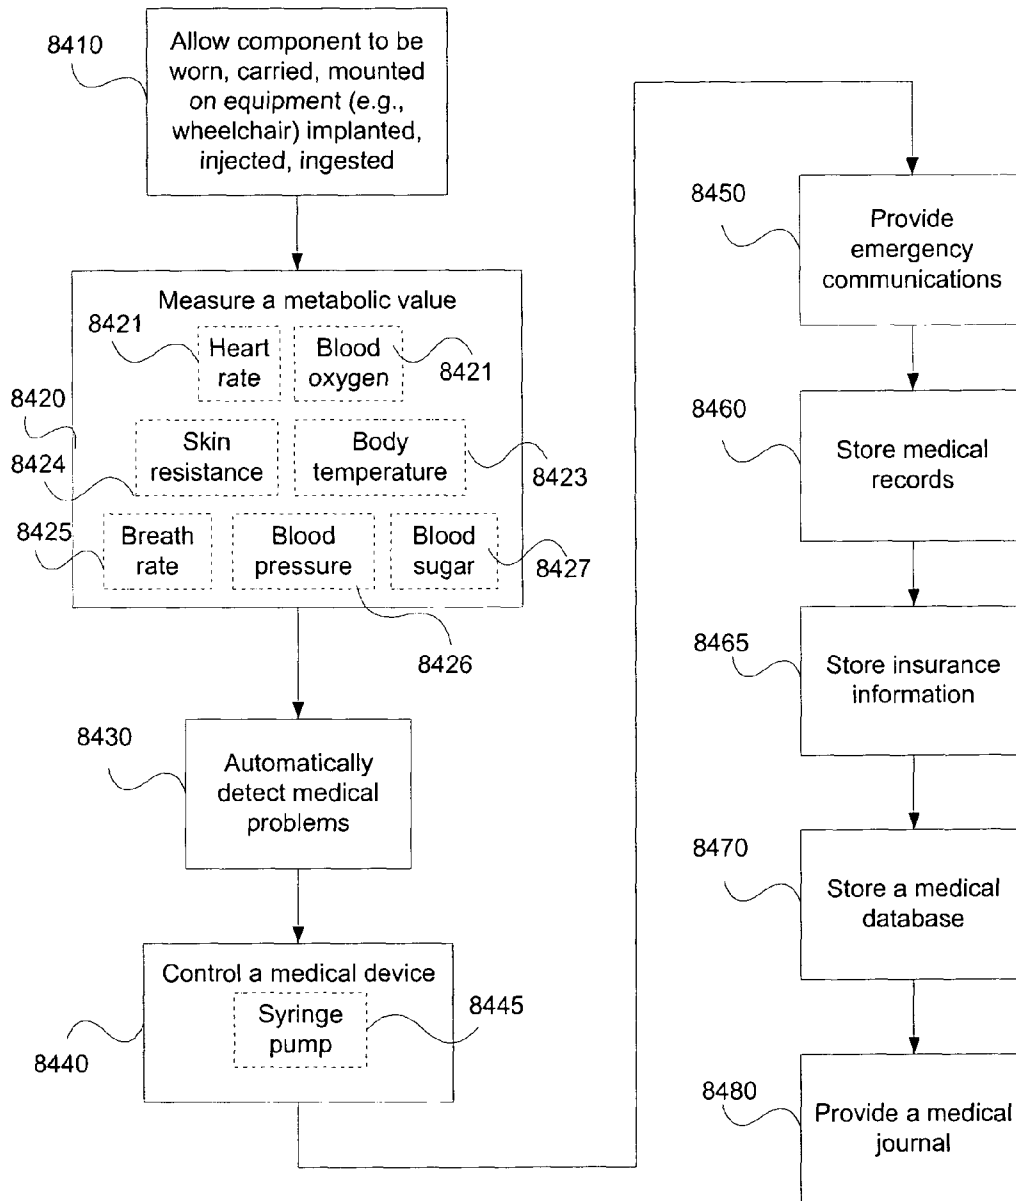 8410
Allow component to be
worn, carried, mounted
on equipment (e.g.,
wheelchair) implanted,
injected, ingested
8420
Measure a metabolic value
8421
Heart
rate
Blood
oxygen
8421
8424
Skin
resistance
Body
temperature
8423
8425
Breath
rate
Blood
pressure
8426
Blood
sugar
8427
8430
Automatically
detect medical
problems
8440
Control a medical device
Syringe
pump
8445
8450
Provide
emergency
communications
8460
Store medical
records
8465
Store insurance
information
8470
Store a medical
database
8480
Provide a medical
journal